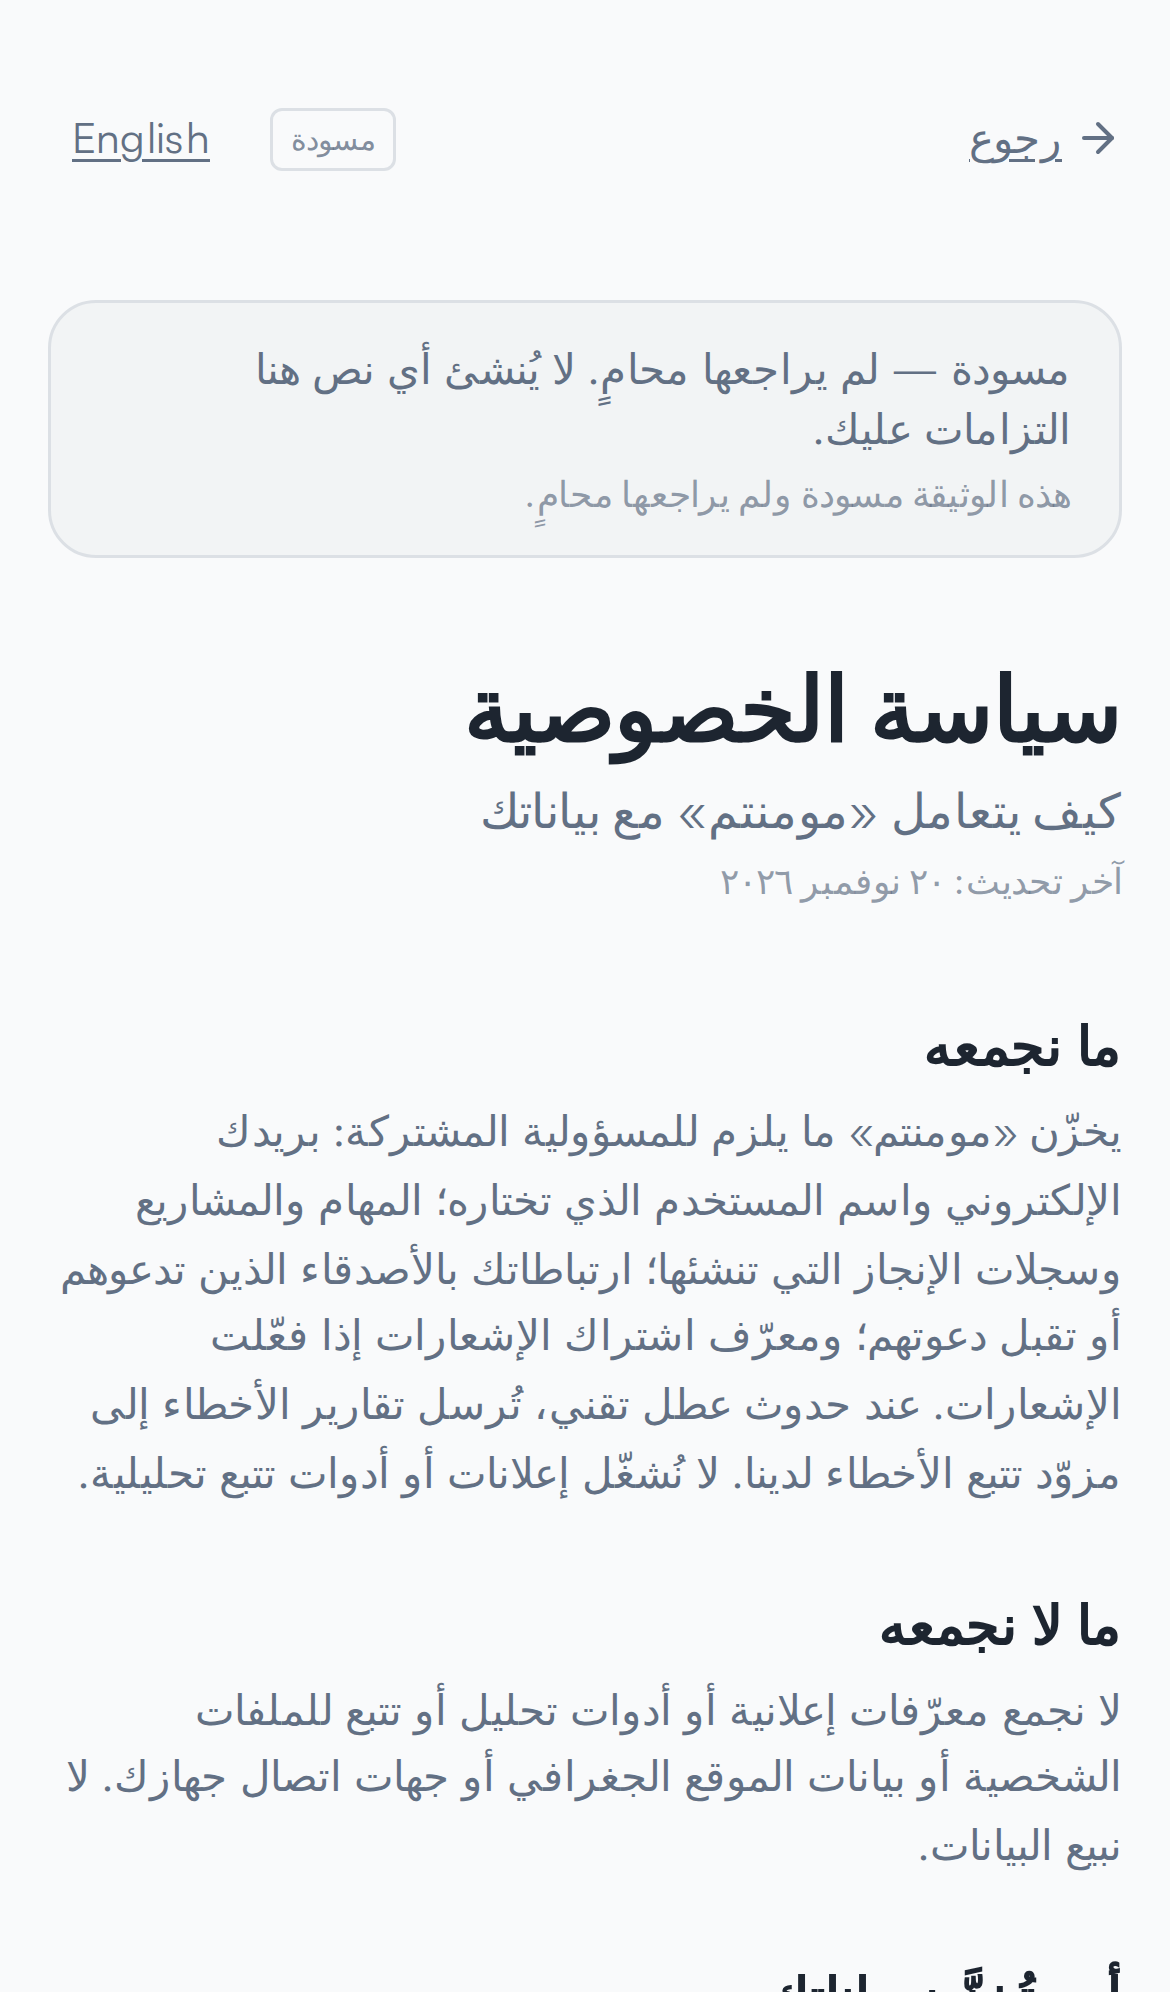 رجوع
مسودة
English
مسودة — لم يراجعها محامٍ. لا يُنشئ أي نص هنا
التزامات عليك.
هذه الوثيقة مسودة ولم يراجعها محامٍ.
سياسة الخصوصية
كيف يتعامل «مومنتم» مع بياناتك
آخر تحديث: ٢٠ نوفمبر ٢٠٢٦
ما نجمعه
يخزّن «مومنتم» ما يلزم للمسؤولية المشتركة: بريدك
الإلكتروني واسم المستخدم الذي تختاره؛ المهام والمشاريع
وسجلات الإنجاز التي تنشئها؛ ارتباطاتك بالأصدقاء الذين تدعوهم
أو تقبل دعوتهم؛ ومعرّف اشتراك الإشعارات إذا فعّلت
الإشعارات. عند حدوث عطل تقني، تُرسل تقارير الأخطاء إلى
مزوّد تتبع الأخطاء لدينا. لا نُشغّل إعلانات أو أدوات تتبع تحليلية.
ما لا نجمعه
لا نجمع معرّفات إعلانية أو أدوات تحليل أو تتبع للملفات
الشخصية أو بيانات الموقع الجغرافي أو جهات اتصال جهازك. لا
نبيع البيانات.